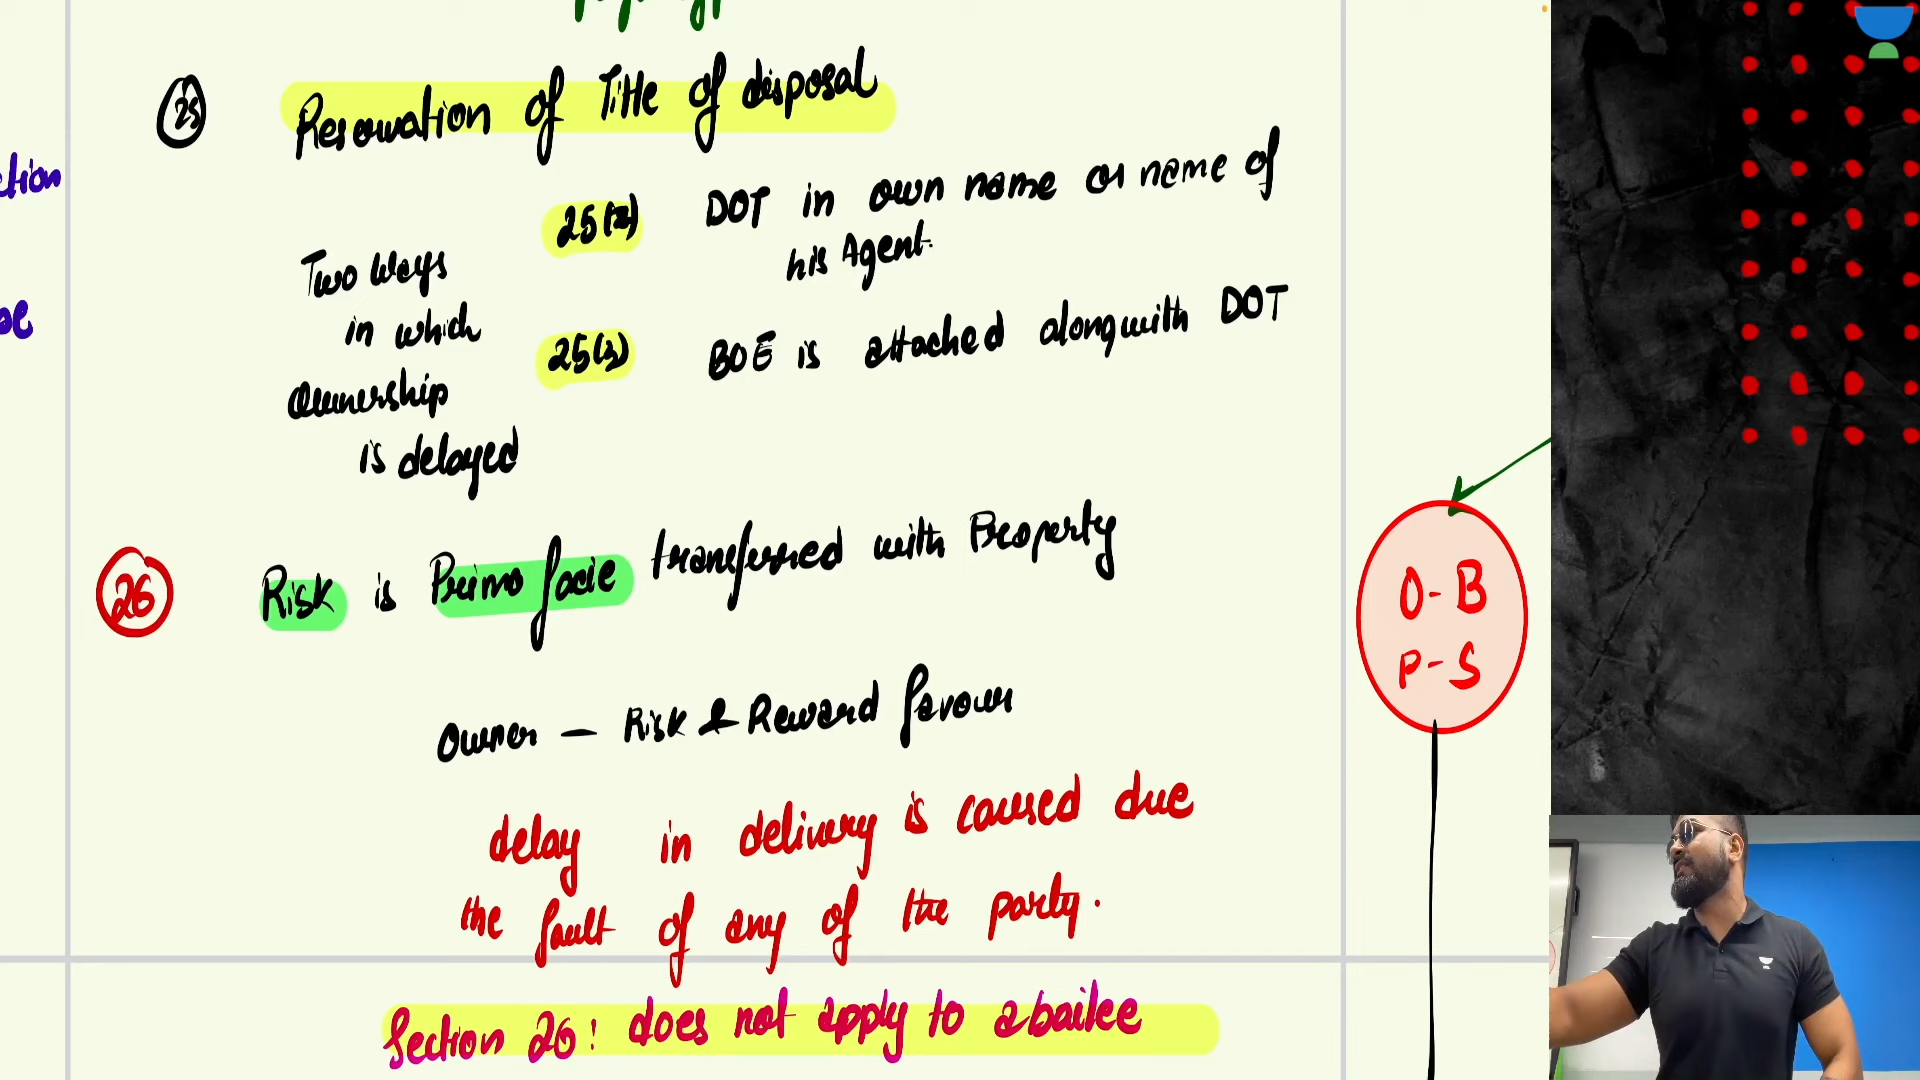 25 Reservation of Title of disposal
ction
25(2) DOT in own name or name of
his Agent.
Two Ways
in which
Ownership
is delayed
25(3) BOE is attached alongwith DOT
26 Risk is Prima facie transferred with Property
O - B
P - S
Owner — Risk & Reward favour
delay in delivery is caused due
the fault of any of the party.
Section 26: does not apply to a bailee